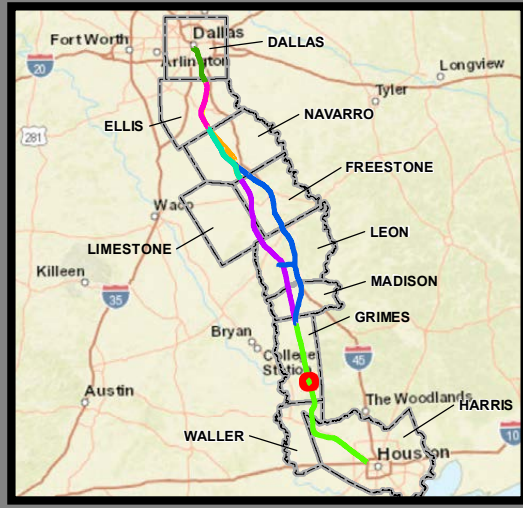 Fort Worth
Dallas
DALLAS
Arlington
20
Longview
Tyler
NAVARRO
ELLIS
281
FREESTONE
Waco
LEON
LIMESTONE
Killeen
MADISON
35
GRIMES
Bryan
College
Station
45
Austin
The Woodlands
HARRIS
WALLER
10
Houston